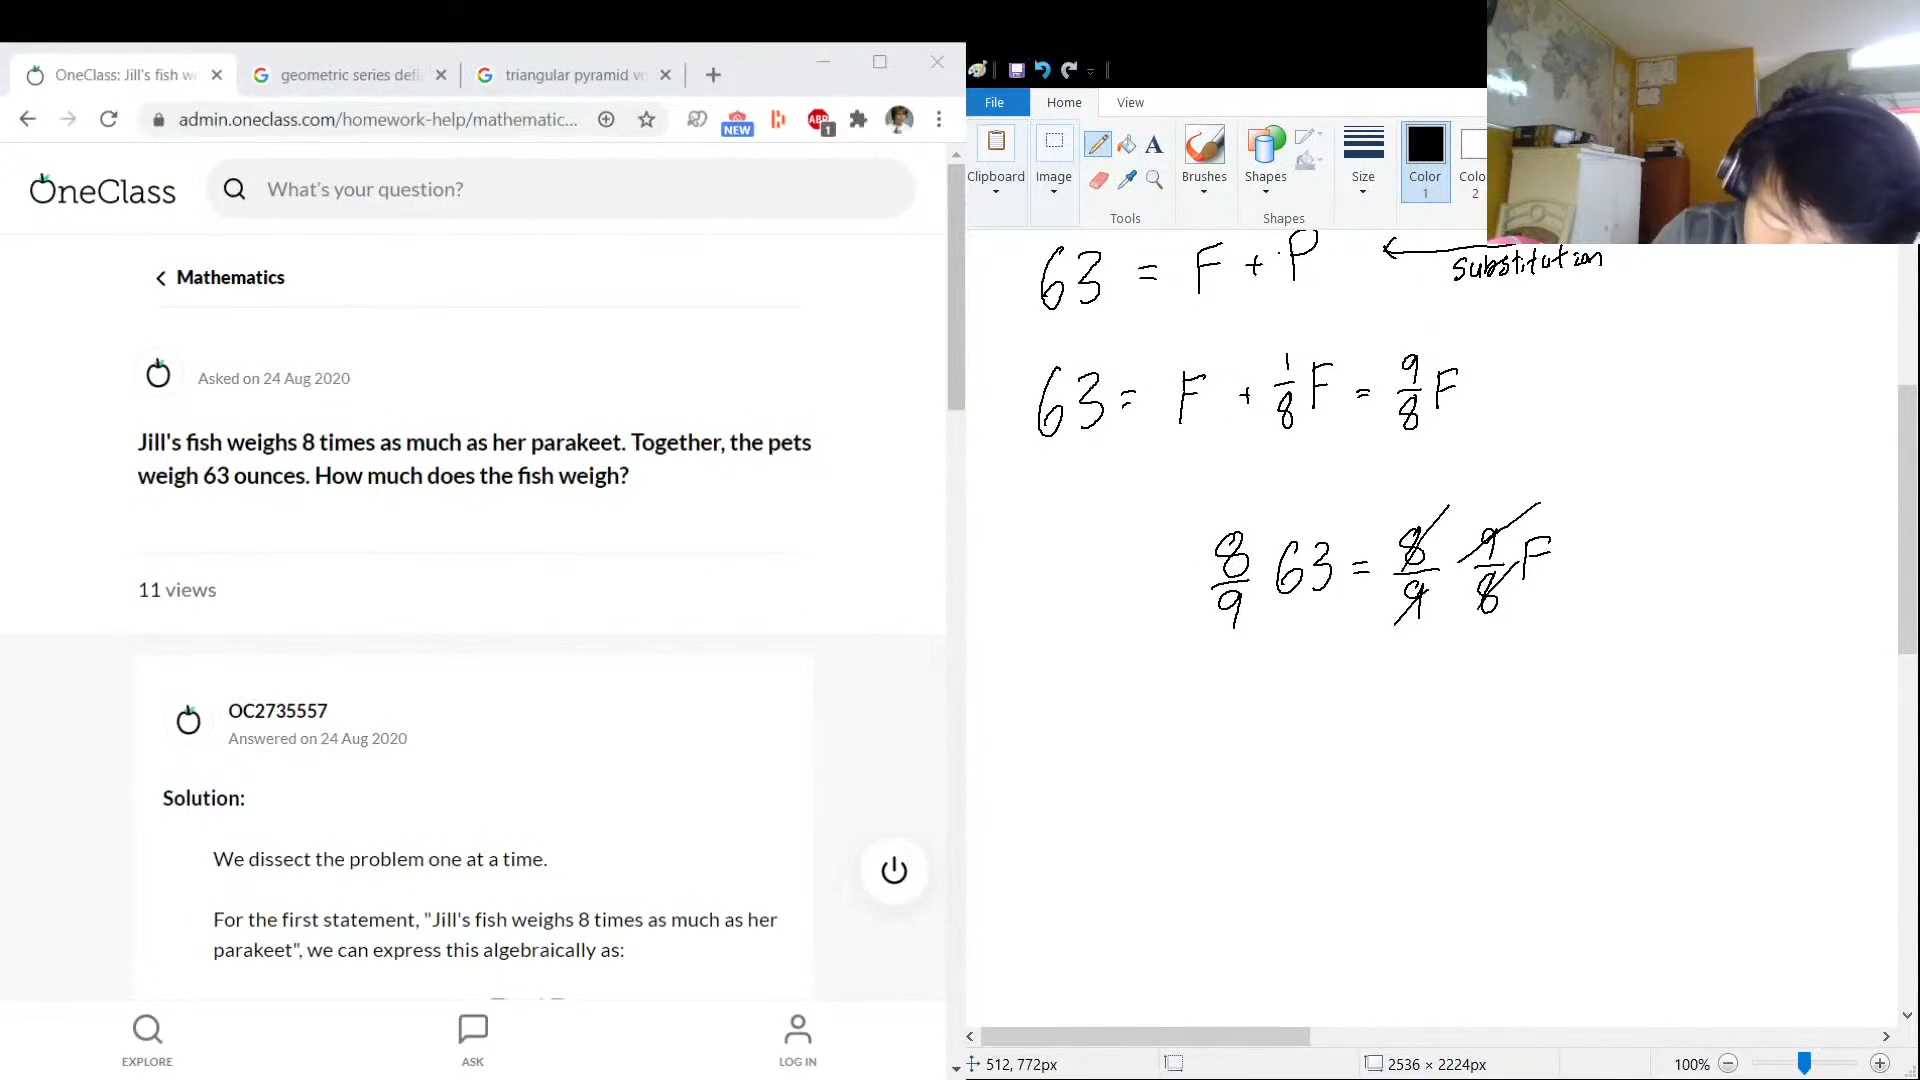 OneClass: Jill's fish we
geometric series defi
triangular pyramid vo
admin.oneclass.com/homework-help/mathematic...
NEW
ABP
1
OneClass
What's your question?
Mathematics
Asked on 24 Aug 2020
Jill's fish weighs 8 times as much as her parakeet. Together, the pets
weigh 63 ounces. How much does the fish weigh?
11 views
OC2735557
Answered on 24 Aug 2020
Solution:
We dissect the problem one at a time.
For the first statement, "Jill's fish weighs 8 times as much as her
parakeet", we can express this algebraically as:
EXPLORE
ASK
LOG IN
File
Home
View
Clipboard
Image
Tools
Brushes
Shapes
Shapes
Size
Color
1
Colo
2
63 = F + P
substitution
63 = F + 1/8 F = 9/8 F
8/9 63 = 8/9 9/8 F
512, 772px
2536 × 2224px
100%